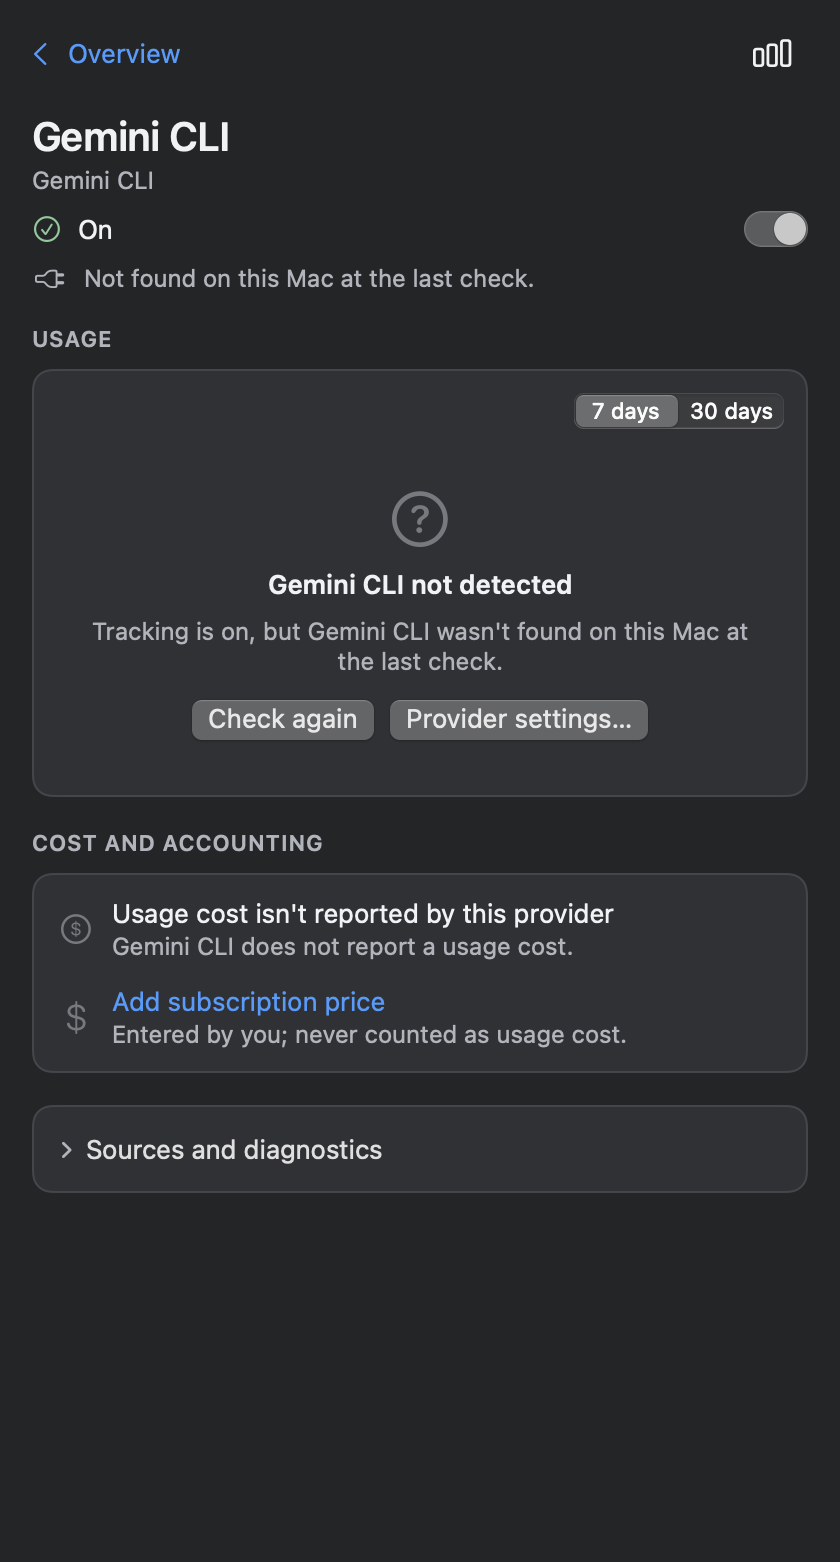 Overview
Gemini CLI
Gemini CLI
On
Not found on this Mac at the last check.
USAGE
7 days 30 days
?
Gemini CLI not detected
Tracking is on, but Gemini CLI wasn't found on this Mac at
the last check.
Check again Provider settings...
COST AND ACCOUNTING
$ Usage cost isn't reported by this provider
Gemini CLI does not report a usage cost.
$ Add subscription price
Entered by you; never counted as usage cost.
Sources and diagnostics